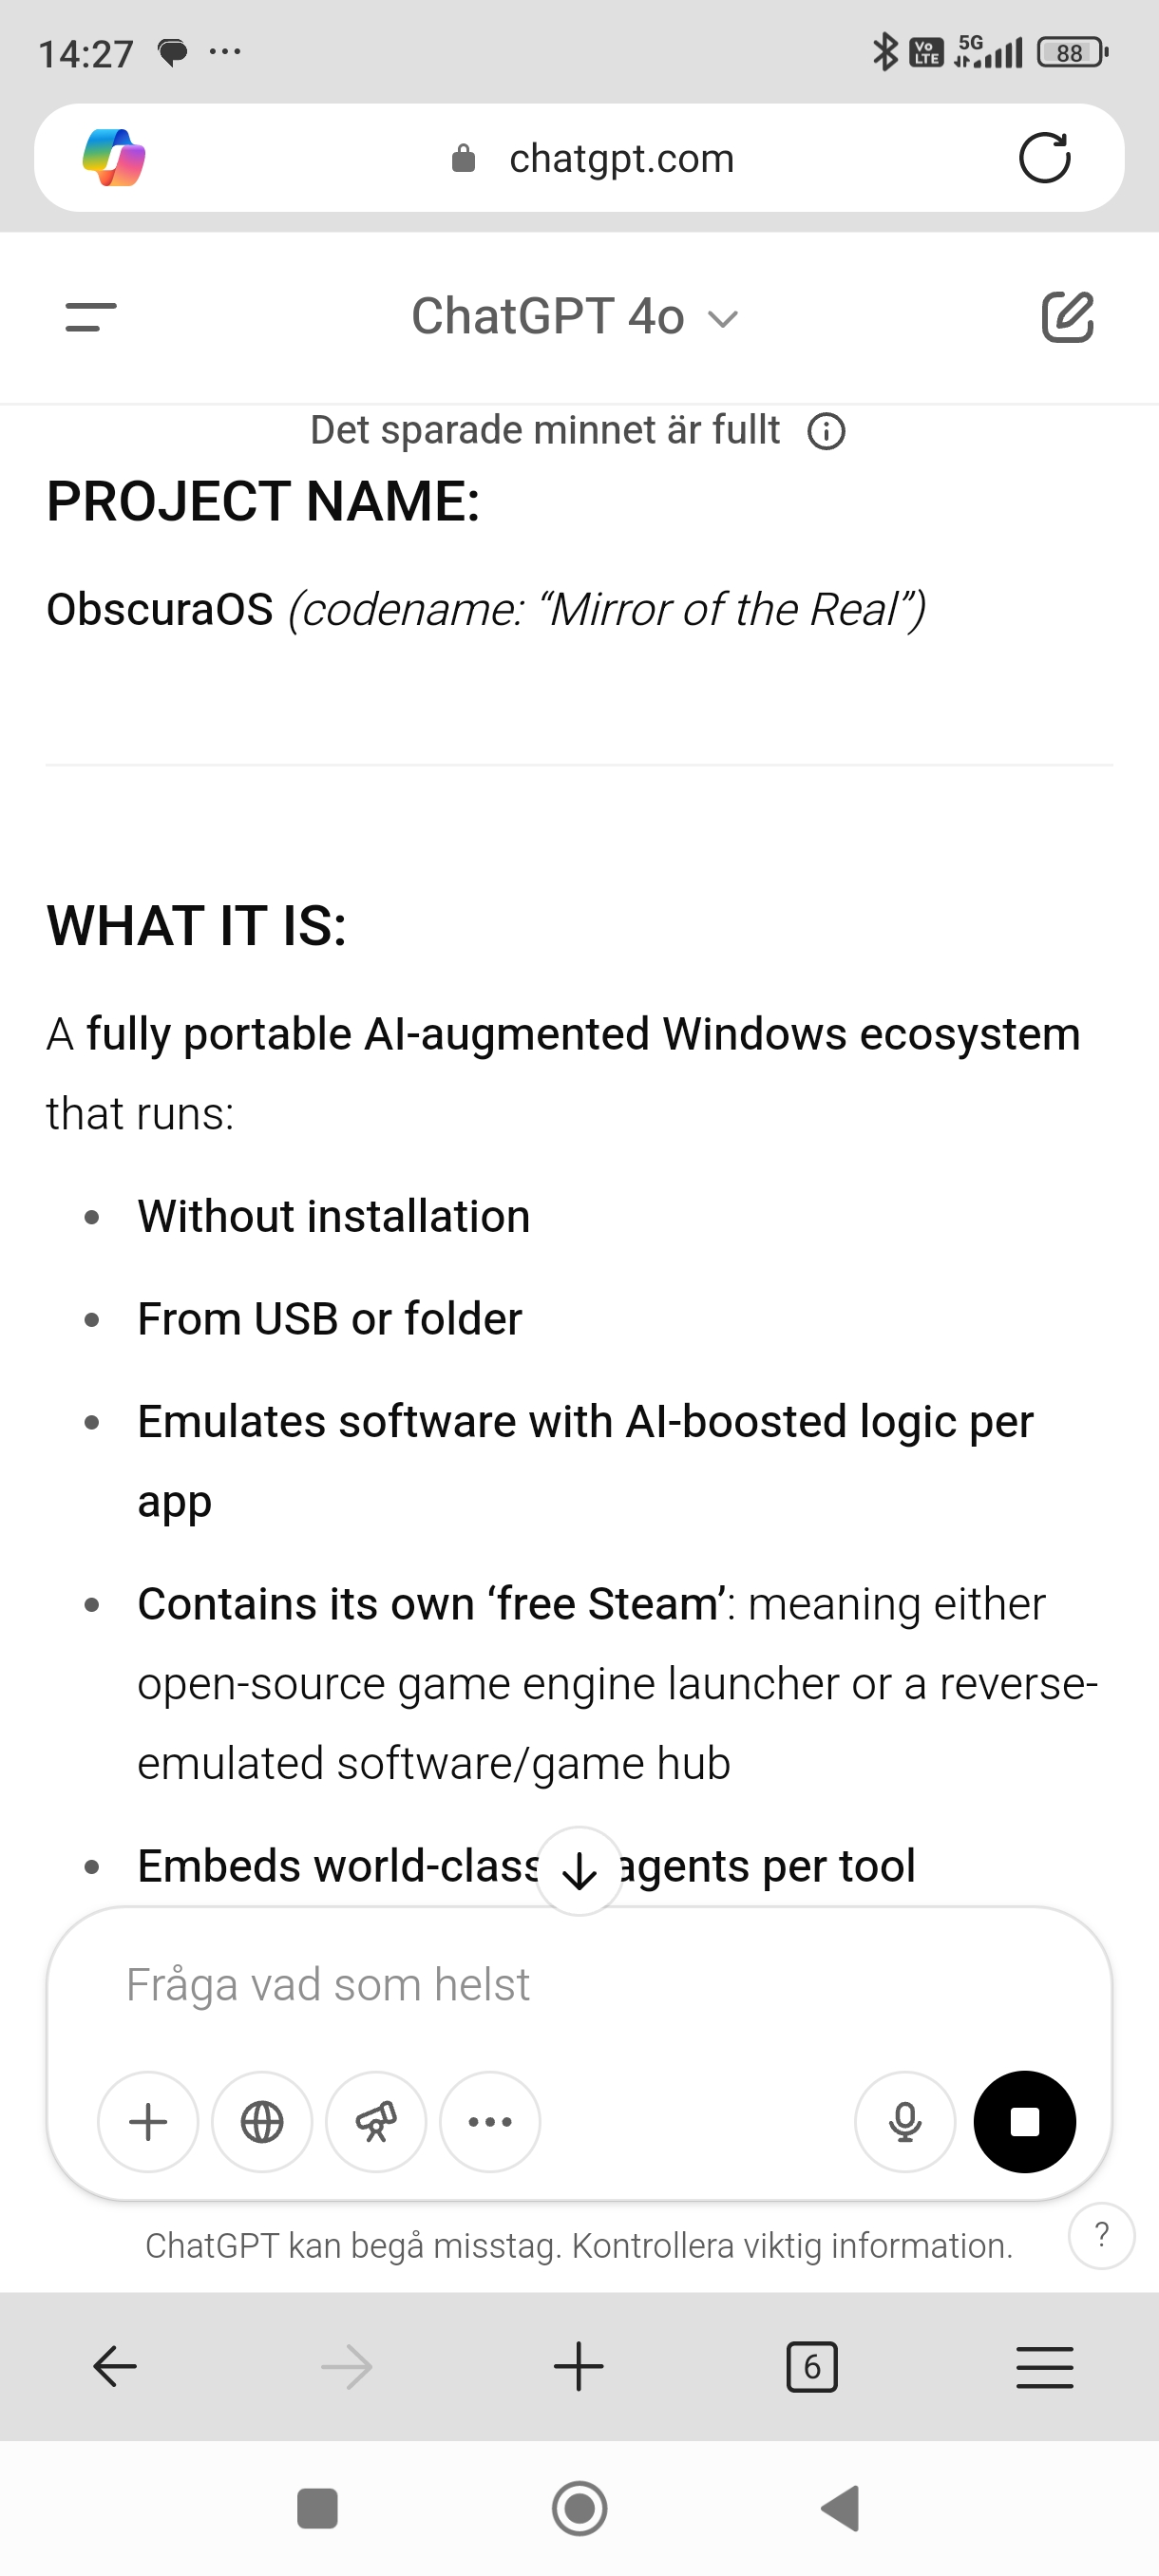 14:27
Vo LTE 5G 88
chatgpt.com
ChatGPT 4o
Det sparade minnet är fullt
PROJECT NAME:
ObscuraOS (codename: “Mirror of the Real”)
WHAT IT IS:
A fully portable AI-augmented Windows ecosystem
that runs:
• Without installation
• From USB or folder
• Emulates software with AI-boosted logic per
app
• Contains its own ‘free Steam’: meaning either
open-source game engine launcher or a reverse-
emulated software/game hub
• Embeds world-class agents per tool
Fråga vad som helst
ChatGPT kan begå misstag. Kontrollera viktig information.
?
6